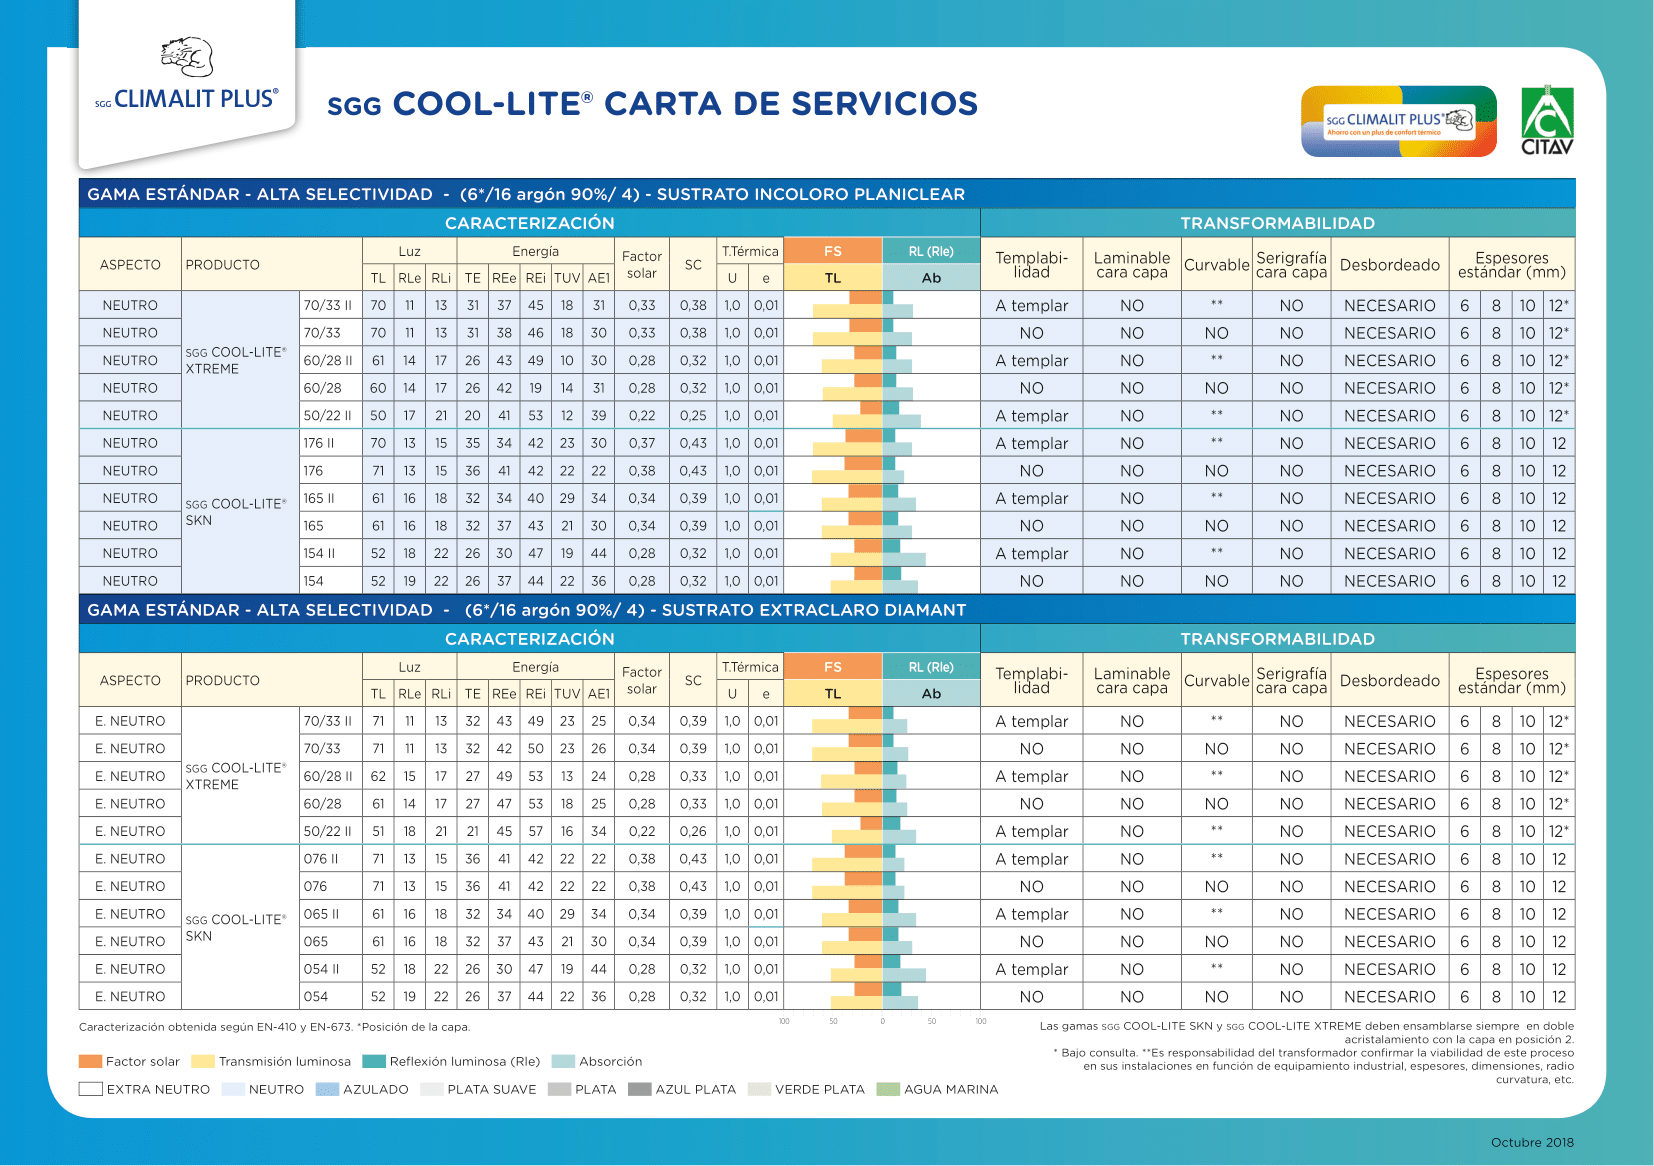 SGG CLIMALIT PLUS®
SGG COOL-LITE® CARTA DE SERVICIOS
SGG CLIMALIT PLUS®
Ahorro con un plus de confort térmico
CITAV
GAMA ESTÁNDAR - ALTA SELECTIVIDAD - (6*/16 argón 90%/ 4) - SUSTRATO INCOLORO PLANICLEAR
CARACTERIZACIÓN TRANSFORMABILIDAD
ASPECTO PRODUCTO Luz Energía Factor solar SC T.Térmica FS RL (Rle) Templabi-lidad Laminable cara capa Curvable Serigrafía cara capa Desbordeado Espesores estándar (mm)
TL RLe RLi TE REe REi TUV AE1 U e TL Ab
NEUTRO 70/33 II 70 11 13 31 37 45 18 31 0,33 0,38 1,0 0,01 A templar NO ** NO NECESARIO 6 8 10 12*
NEUTRO 70/33 70 11 13 31 38 46 18 30 0,33 0,38 1,0 0,01 NO NO NO NO NECESARIO 6 8 10 12*
SGG COOL-LITE®
XTREME
NEUTRO 60/28 II 61 14 17 26 43 49 10 30 0,28 0,32 1,0 0,01 A templar NO ** NO NECESARIO 6 8 10 12*
NEUTRO 60/28 60 14 17 26 42 19 14 31 0,28 0,32 1,0 0,01 NO NO NO NO NECESARIO 6 8 10 12*
NEUTRO 50/22 II 50 17 21 20 41 53 12 39 0,22 0,25 1,0 0,01 A templar NO ** NO NECESARIO 6 8 10 12*
NEUTRO 176 II 70 13 15 35 34 42 23 30 0,37 0,43 1,0 0,01 A templar NO ** NO NECESARIO 6 8 10 12
NEUTRO 176 71 13 15 36 41 42 22 22 0,38 0,43 1,0 0,01 NO NO NO NO NECESARIO 6 8 10 12
SGG COOL-LITE®
SKN
NEUTRO 165 II 61 16 18 32 34 40 29 34 0,34 0,39 1,0 0,01 A templar NO ** NO NECESARIO 6 8 10 12
NEUTRO 165 61 16 18 32 37 43 21 30 0,34 0,39 1,0 0,01 NO NO NO NO NECESARIO 6 8 10 12
NEUTRO 154 II 52 18 22 26 30 47 19 44 0,28 0,32 1,0 0,01 A templar NO ** NO NECESARIO 6 8 10 12
NEUTRO 154 52 19 22 26 37 44 22 36 0,28 0,32 1,0 0,01 NO NO NO NO NECESARIO 6 8 10 12
GAMA ESTÁNDAR - ALTA SELECTIVIDAD - (6*/16 argón 90%/ 4) - SUSTRATO EXTRACLARO DIAMANT
CARACTERIZACIÓN TRANSFORMABILIDAD
ASPECTO PRODUCTO Luz Energía Factor solar SC T.Térmica FS RL (Rle) Templabi-lidad Laminable cara capa Curvable Serigrafía cara capa Desbordeado Espesores estándar (mm)
TL RLe RLi TE REe REi TUV AE1 U e TL Ab
E. NEUTRO 70/33 II 71 11 13 32 43 49 23 25 0,34 0,39 1,0 0,01 A templar NO ** NO NECESARIO 6 8 10 12*
E. NEUTRO 70/33 71 11 13 32 42 50 23 26 0,34 0,39 1,0 0,01 NO NO NO NO NECESARIO 6 8 10 12*
SGG COOL-LITE®
XTREME
E. NEUTRO 60/28 II 62 15 17 27 49 53 13 24 0,28 0,33 1,0 0,01 A templar NO ** NO NECESARIO 6 8 10 12*
E. NEUTRO 60/28 61 14 17 27 47 53 18 25 0,28 0,33 1,0 0,01 NO NO NO NO NECESARIO 6 8 10 12*
E. NEUTRO 50/22 II 51 18 21 21 45 57 16 34 0,22 0,26 1,0 0,01 A templar NO ** NO NECESARIO 6 8 10 12*
E. NEUTRO 076 II 71 13 15 36 41 42 22 22 0,38 0,43 1,0 0,01 A templar NO ** NO NECESARIO 6 8 10 12
E. NEUTRO 076 71 13 15 36 41 42 22 22 0,38 0,43 1,0 0,01 NO NO NO NO NECESARIO 6 8 10 12
SGG COOL-LITE®
SKN
E. NEUTRO 065 II 61 16 18 32 34 40 29 34 0,34 0,39 1,0 0,01 A templar NO ** NO NECESARIO 6 8 10 12
E. NEUTRO 065 61 16 18 32 37 43 21 30 0,34 0,39 1,0 0,01 NO NO NO NO NECESARIO 6 8 10 12
E. NEUTRO 054 II 52 18 22 26 30 47 19 44 0,28 0,32 1,0 0,01 A templar NO ** NO NECESARIO 6 8 10 12
E. NEUTRO 054 52 19 22 26 37 44 22 36 0,28 0,32 1,0 0,01 NO NO NO NO NECESARIO 6 8 10 12
100 50 0 50 100
Caracterización obtenida según EN-410 y EN-673. *Posición de la capa.
Las gamas SGG COOL-LITE SKN y SGG COOL-LITE XTREME deben ensamblarse siempre en doble
acristalamiento con la capa en posición 2.
* Bajo consulta. **Es responsabilidad del transformador confirmar la viabilidad de este proceso
en sus instalaciones en función de equipamiento industrial, espesores, dimensiones, radio
curvatura, etc.
Factor solar Transmisión luminosa Reflexión luminosa (Rle) Absorción
EXTRA NEUTRO NEUTRO AZULADO PLATA SUAVE PLATA AZUL PLATA VERDE PLATA AGUA MARINA
Octubre 2018